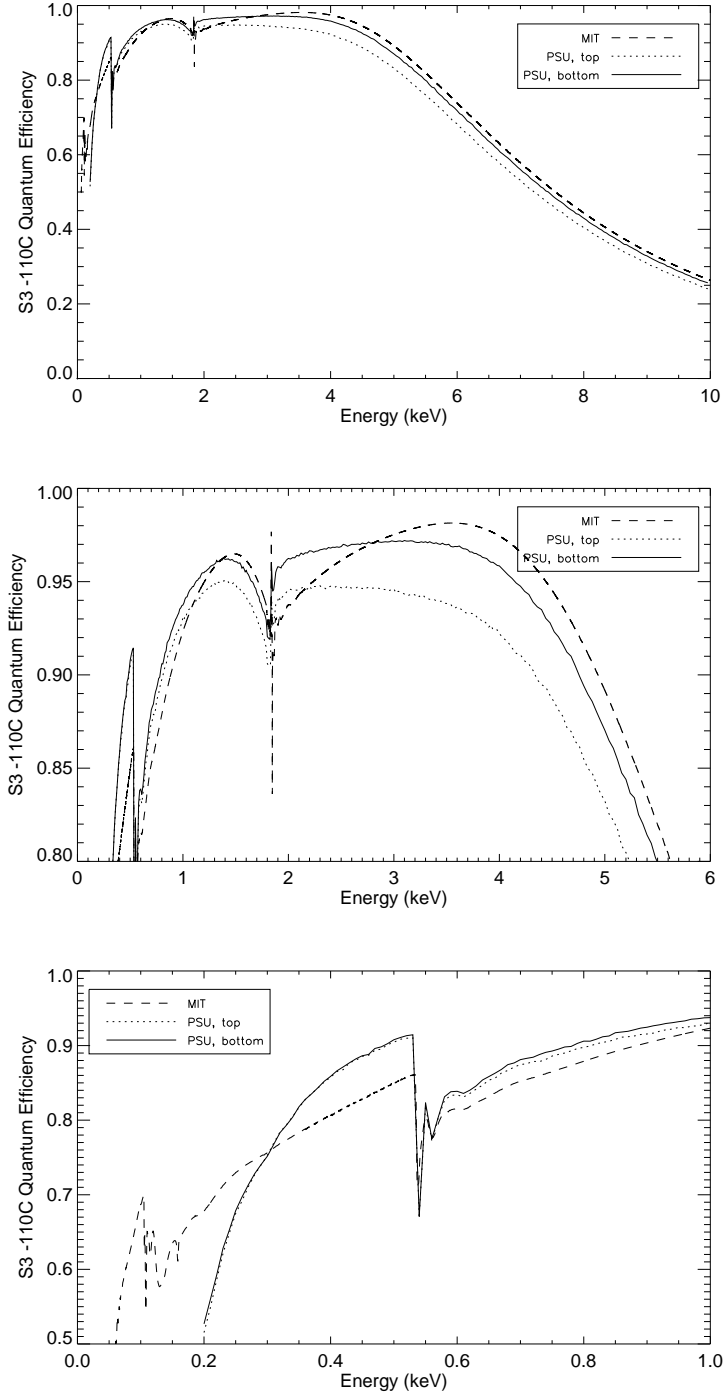 1.0
0.8
0.6
0.4
0.2
0.0
S3 -110C Quantum Efficiency
MIT
PSU, top
PSU, bottom
0 2 4 6 8 10
Energy (keV)
1.00
0.95
0.90
0.85
0.80
S3 -110C Quantum Efficiency
MIT
PSU, top
PSU, bottom
0 1 2 3 4 5 6
Energy (keV)
1.0
0.9
0.8
0.7
0.6
0.5
S3 -110C Quantum Efficiency
MIT
PSU, top
PSU, bottom
0.0 0.2 0.4 0.6 0.8 1.0
Energy (keV)